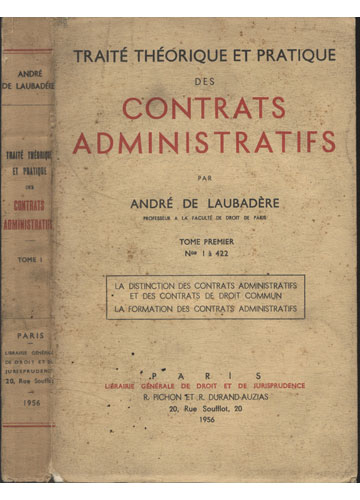 ANDRÉ
DE LAUBADÈRE
TRAITÉ THÉORIQUE
ET PRATIQUE
DES
CONTRATS
ADMINISTRATIFS
TOME I
PARIS
LIBRAIRIE GÉNÉRALE
DE DROIT ET DE
JURISPRUDENCE
20, Rue Soufflot
1956
TRAITÉ THÉORIQUE ET PRATIQUE
DES
CONTRATS
ADMINISTRATIFS
PAR
ANDRÉ DE LAUBADÈRE
PROFESSEUR A LA FACULTÉ DE DROIT DE PARIS
TOME PREMIER
Nos 1 à 422
LA DISTINCTION DES CONTRATS ADMINISTRATIFS
ET DES CONTRATS DE DROIT COMMUN
LA FORMATION DES CONTRATS ADMINISTRATIFS
PARIS
LIBRAIRIE GÉNÉRALE DE DROIT ET DE JURISPRUDENCE
R. PICHON ET R. DURAND-AUZIAS
20, Rue Soufflot, 20
1956